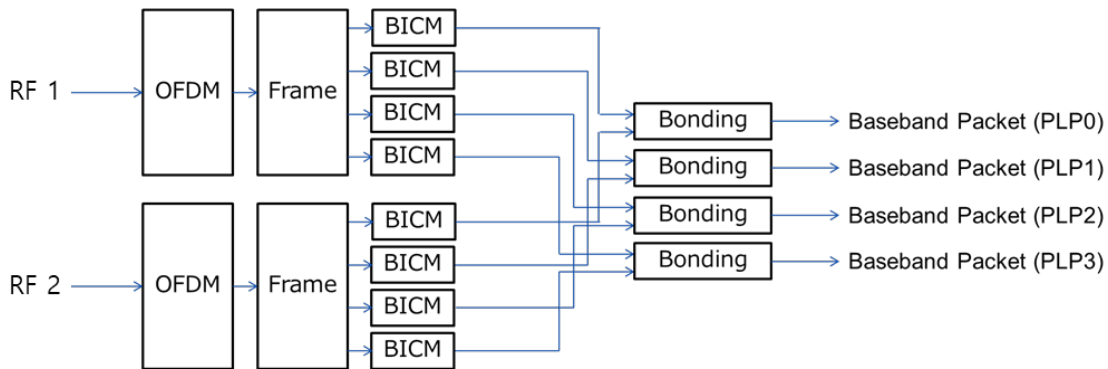 RF 1
OFDM
Frame
BICM
BICM
BICM
BICM
RF 2
OFDM
Frame
BICM
BICM
BICM
BICM
Bonding
Baseband Packet (PLP0)
Bonding
Baseband Packet (PLP1)
Bonding
Baseband Packet (PLP2)
Bonding
Baseband Packet (PLP3)